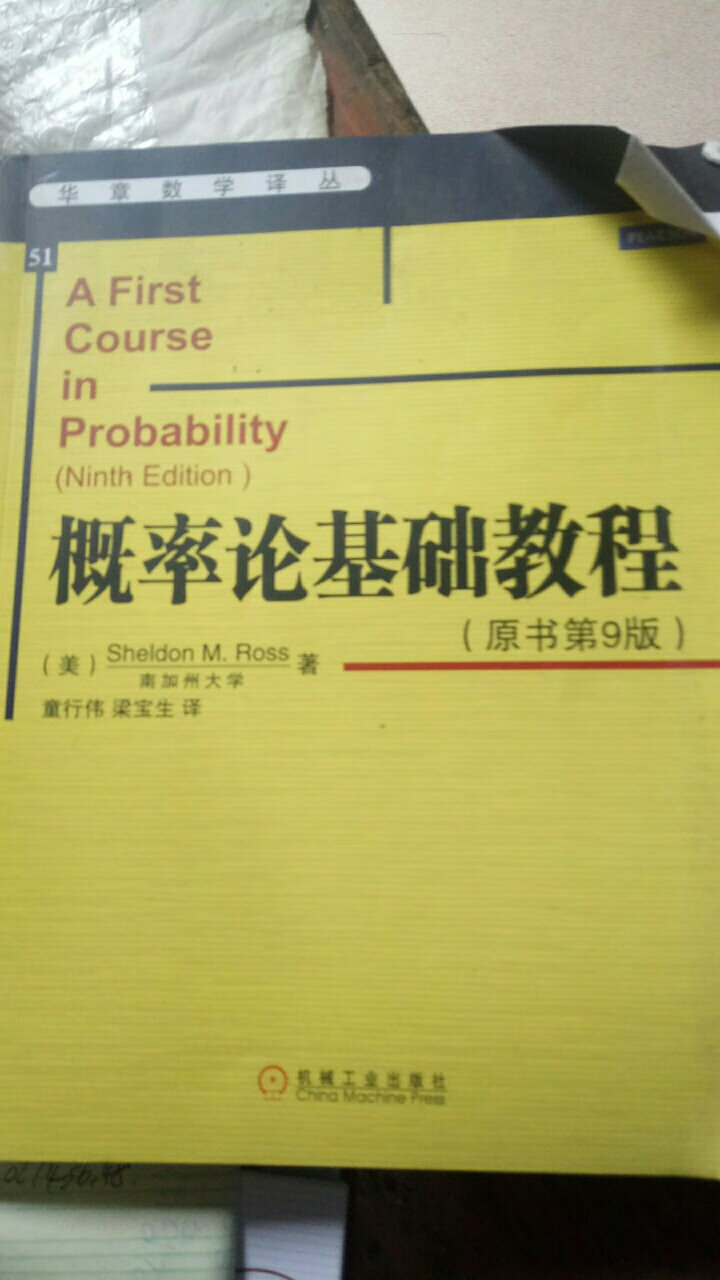 华章数学译丛
51
A First
Course
in
Probability
(Ninth Edition)
概率论基础教程
（原书第9版）
（美）Sheldon M. Ross 著
南加州大学
童行伟 梁宝生 译
机械工业出版社
China Machine Press